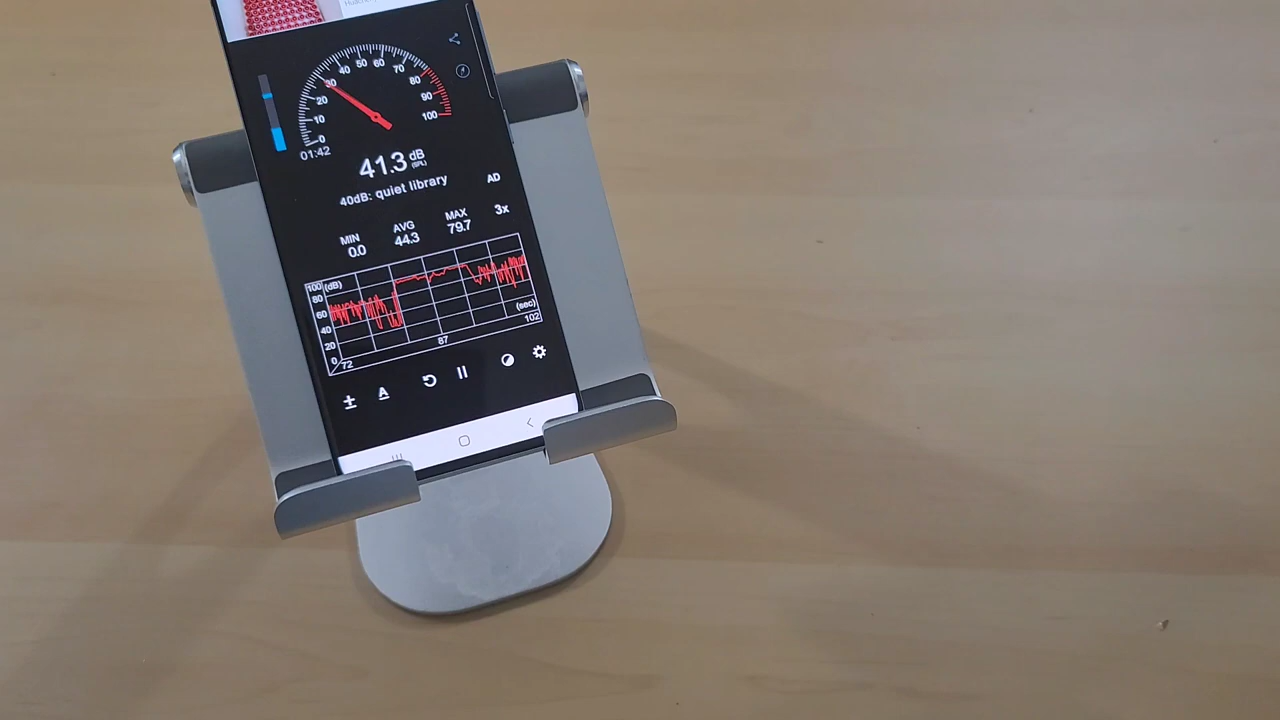 40 50 60
30 70
20 80
10 90
0 100
01:42
41.3 dB
(SPL)
40dB: quiet library
AD
3x
MIN AVG MAX
0.0 44.3 79.7
100 (dB)
80
60
40
20
0
72 87 102
(sec)
A